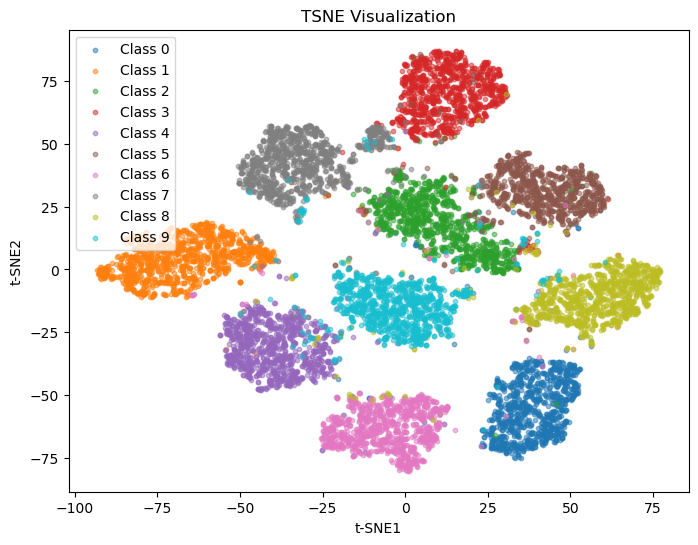 TSNE Visualization
Class 0
Class 1
Class 2
Class 3
Class 4
Class 5
Class 6
Class 7
Class 8
Class 9
75
50
25
0
−25
−50
−75
t-SNE2
−100
−75
−50
−25
0
25
50
75
t-SNE1